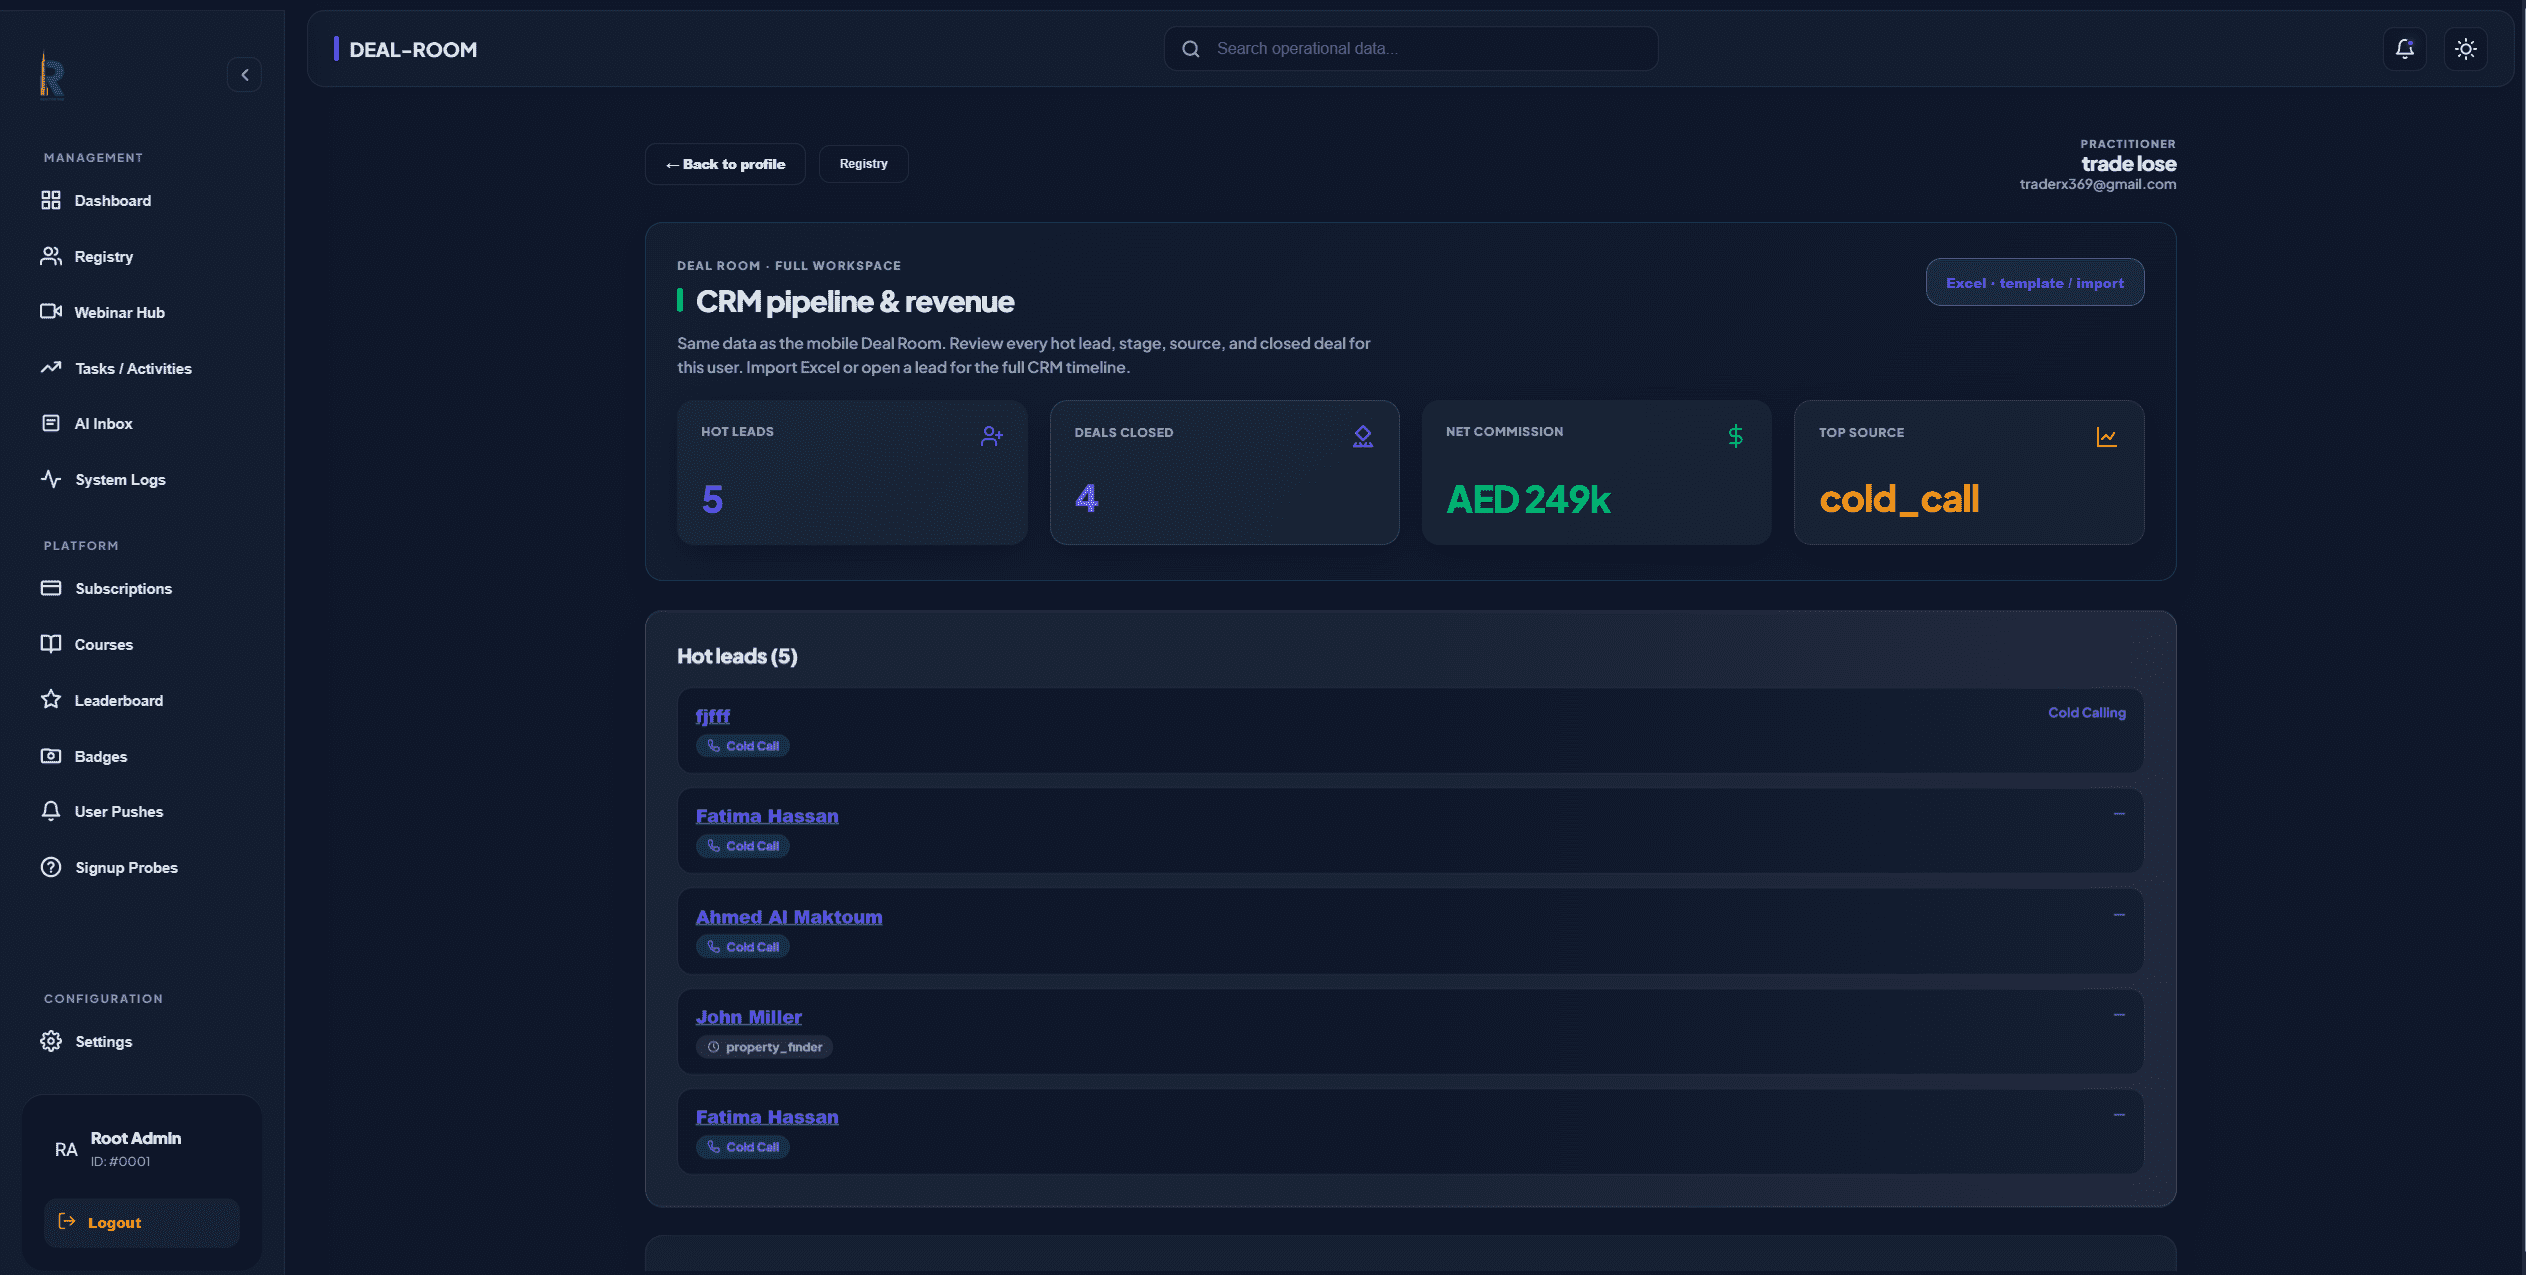 DEAL-ROOM
Search operational data...
MANAGEMENT
Dashboard
Registry
Webinar Hub
Tasks / Activities
AI Inbox
System Logs
PLATFORM
Subscriptions
Courses
Leaderboard
Badges
User Pushes
Signup Probes
CONFIGURATION
Settings
RA
Root Admin
ID: #0001
Logout
← Back to profile
Registry
PRACTITIONER
trade lose
traderx369@gmail.com
DEAL ROOM · FULL WORKSPACE
CRM pipeline & revenue
Excel · template / import
Same data as the mobile Deal Room. Review every hot lead, stage, source, and closed deal for
this user. Import Excel or open a lead for the full CRM timeline.
HOT LEADS
5
DEALS CLOSED
4
NET COMMISSION
AED 249k
TOP SOURCE
cold_call
Hot leads (5)
fjfff
Cold Calling
Cold Call
Fatima Hassan
—
Cold Call
Ahmed Al Maktoum
—
Cold Call
John Miller
—
property_finder
Fatima Hassan
—
Cold Call